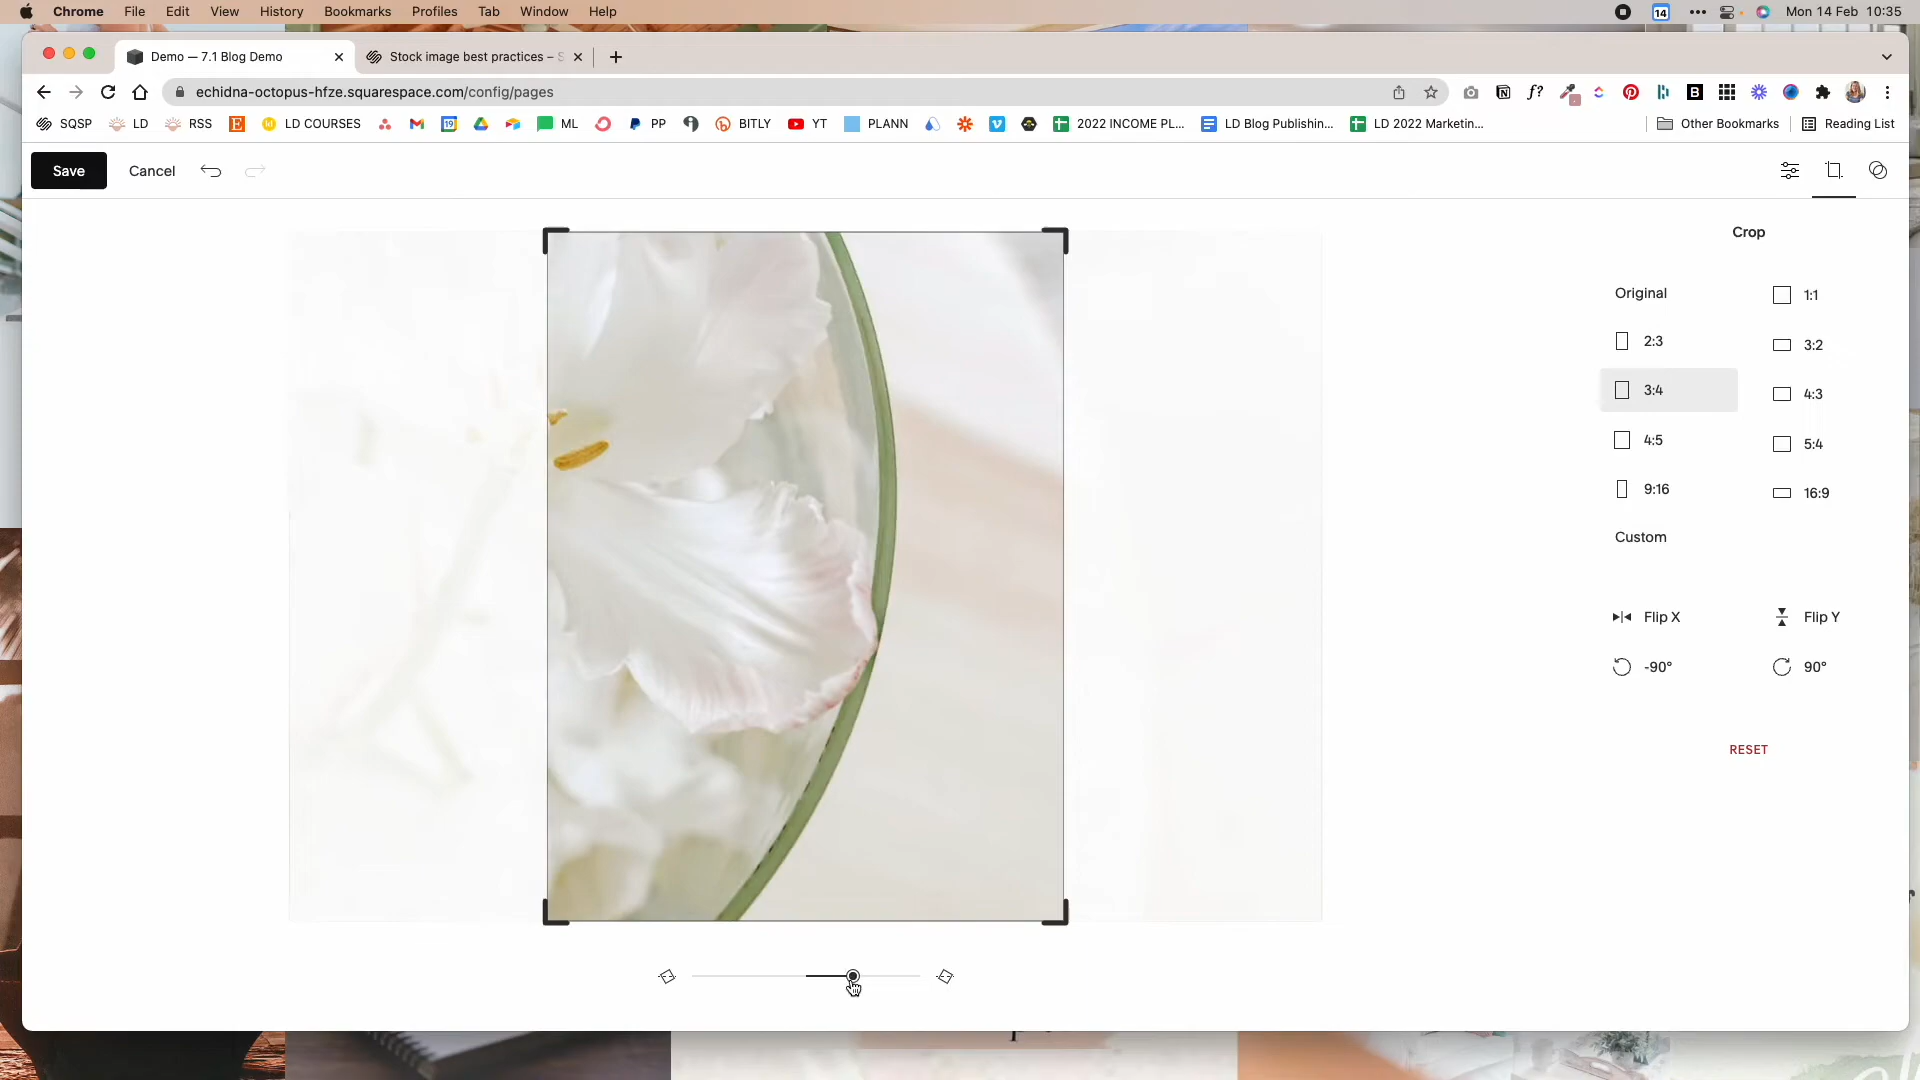 Chrome File Edit View History Bookmarks Profiles Tab Window Help 14 Mon 14 Feb 10:35
Demo — 7.1 Blog Demo Stock image best practices – S
echidna-octopus-hfze.squarespace.com/config/pages
SQSP LD RSS LD COURSES 19 ML PP BITLY YT PLANN 2022 INCOME PL... LD Blog Publishin... LD 2022 Marketin... Other Bookmarks Reading List
Save Cancel
Crop
Original 1:1
2:3 3:2
3:4 4:3
4:5 5:4
9:16 16:9
Custom
Flip X Flip Y
-90° 90°
RESET